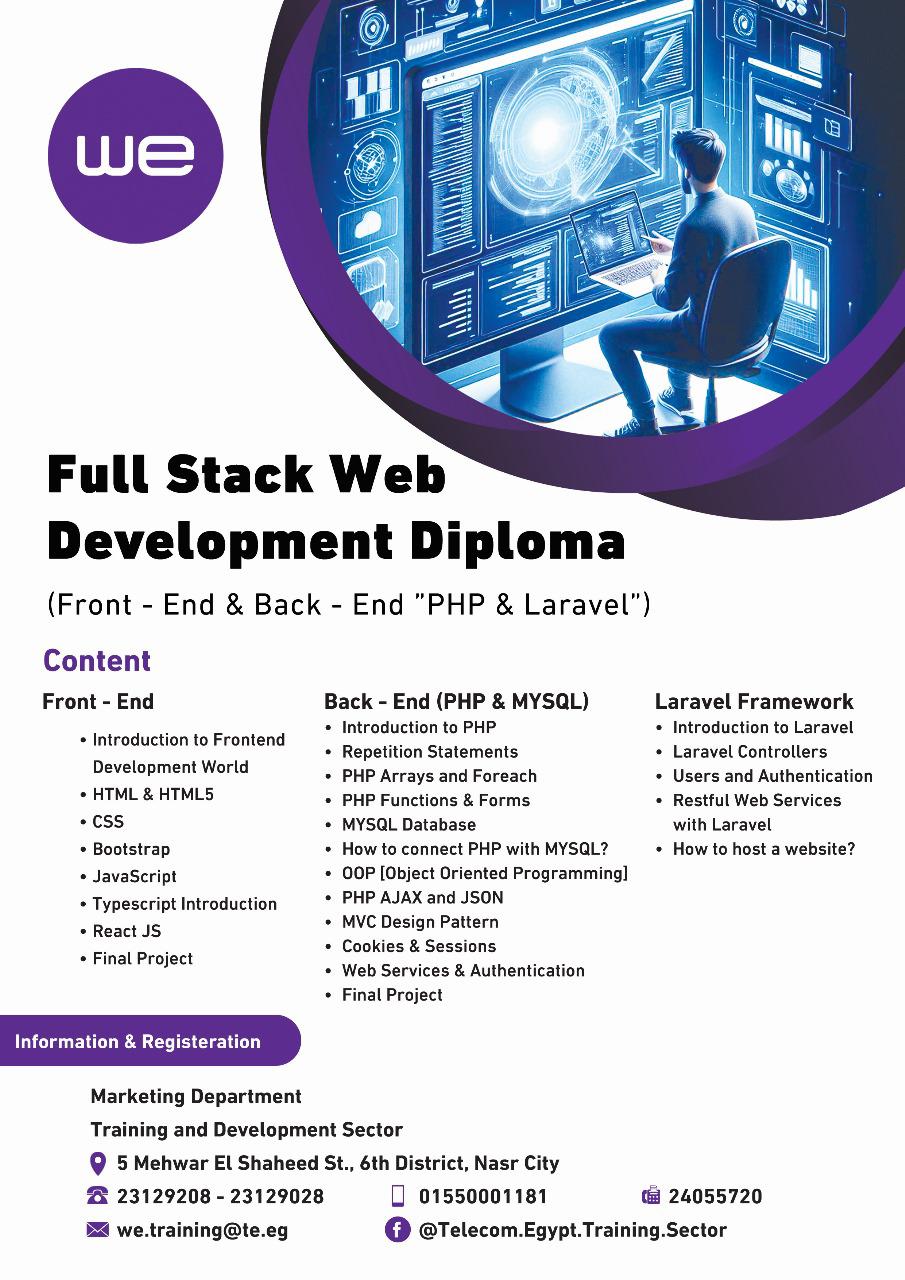 we
Full Stack Web
Development Diploma
(Front - End & Back - End ”PHP & Laravel”)
Content
Front - End
• Introduction to Frontend
Development World
• HTML & HTML5
• CSS
• Bootstrap
• JavaScript
• Typescript Introduction
• React JS
• Final Project
Back - End (PHP & MYSQL)
• Introduction to PHP
• Repetition Statements
• PHP Arrays and Foreach
• PHP Functions & Forms
• MYSQL Database
• How to connect PHP with MYSQL?
• OOP [Object Oriented Programming]
• PHP AJAX and JSON
• MVC Design Pattern
• Cookies & Sessions
• Web Services & Authentication
• Final Project
Laravel Framework
• Introduction to Laravel
• Laravel Controllers
• Users and Authentication
• Restful Web Services
with Laravel
• How to host a website?
Information & Registeration
Marketing Department
Training and Development Sector
5 Mehwar El Shaheed St., 6th District, Nasr City
23129208 - 23129028
01550001181
24055720
we.training@te.eg
@Telecom.Egypt.Training.Sector